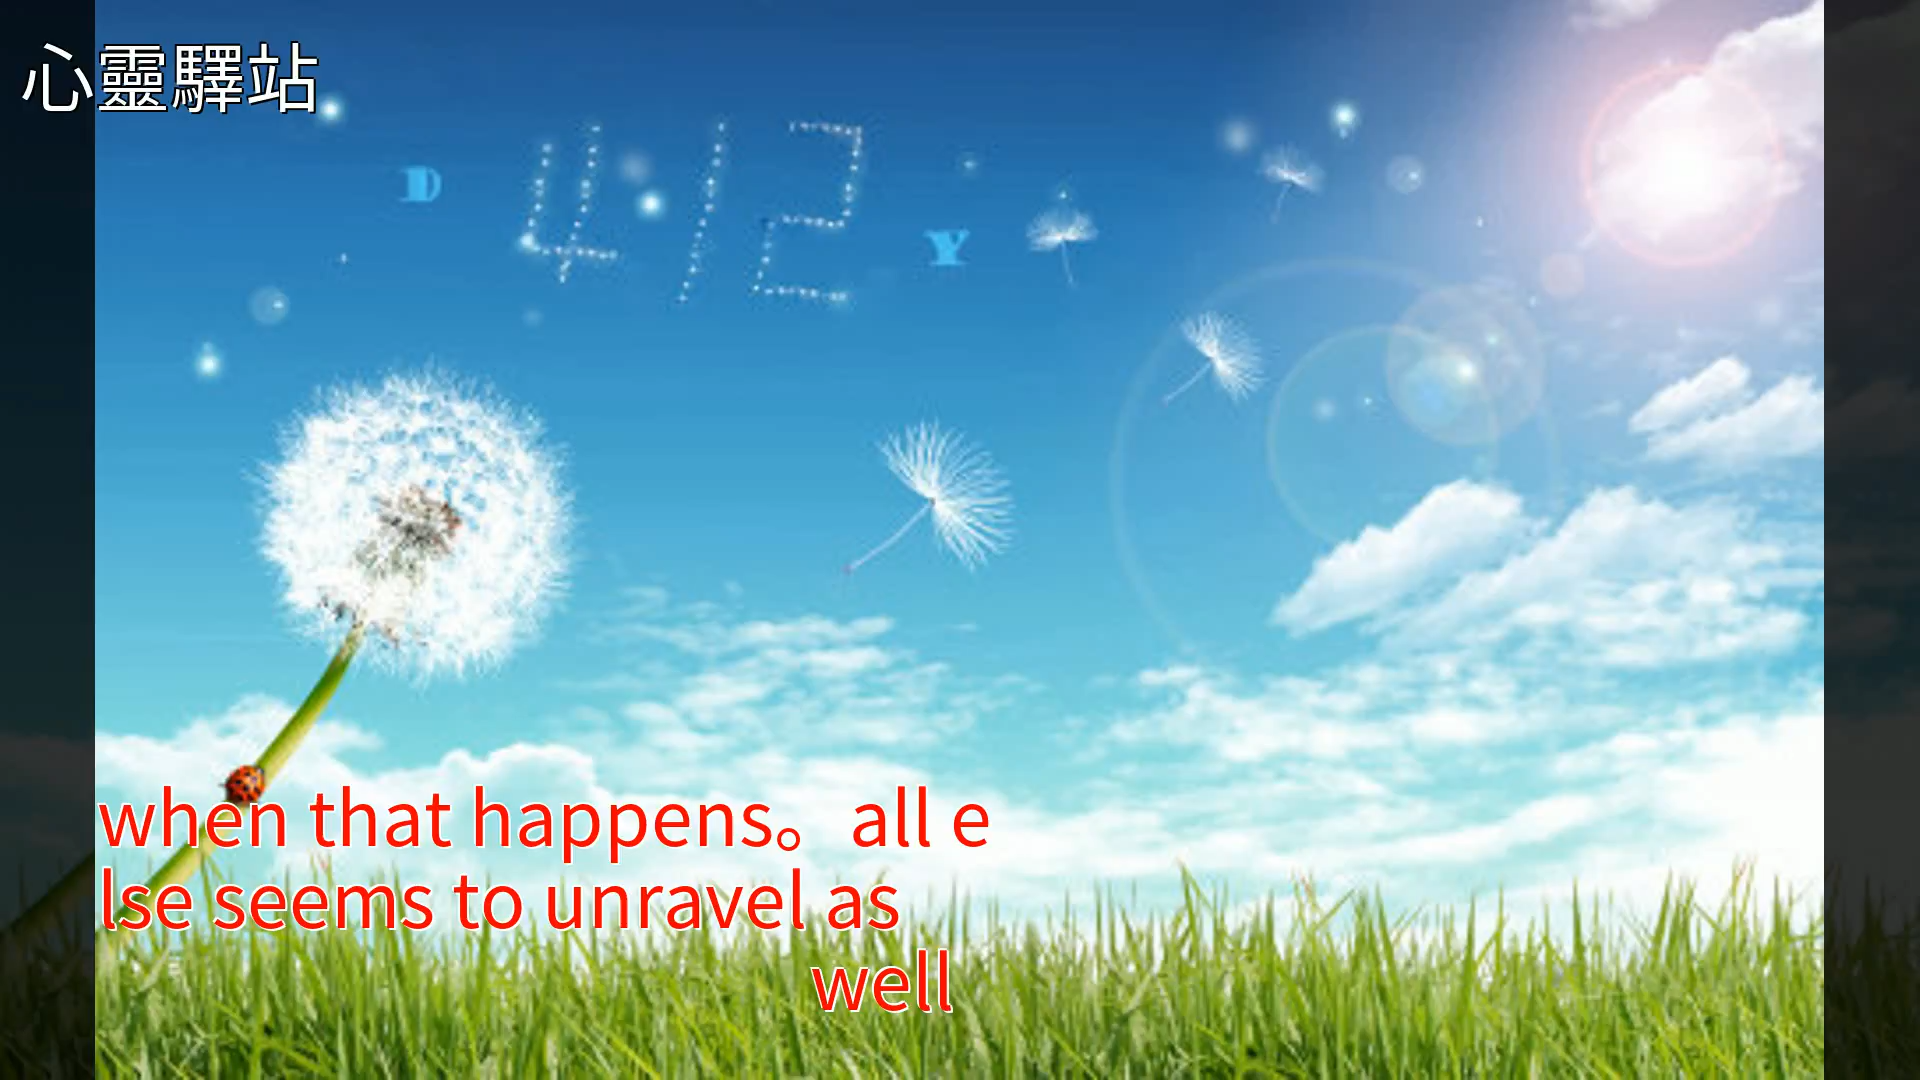 心靈驛站
D 4/2 Y
when that happens。 all e
lse seems to unravel as
well